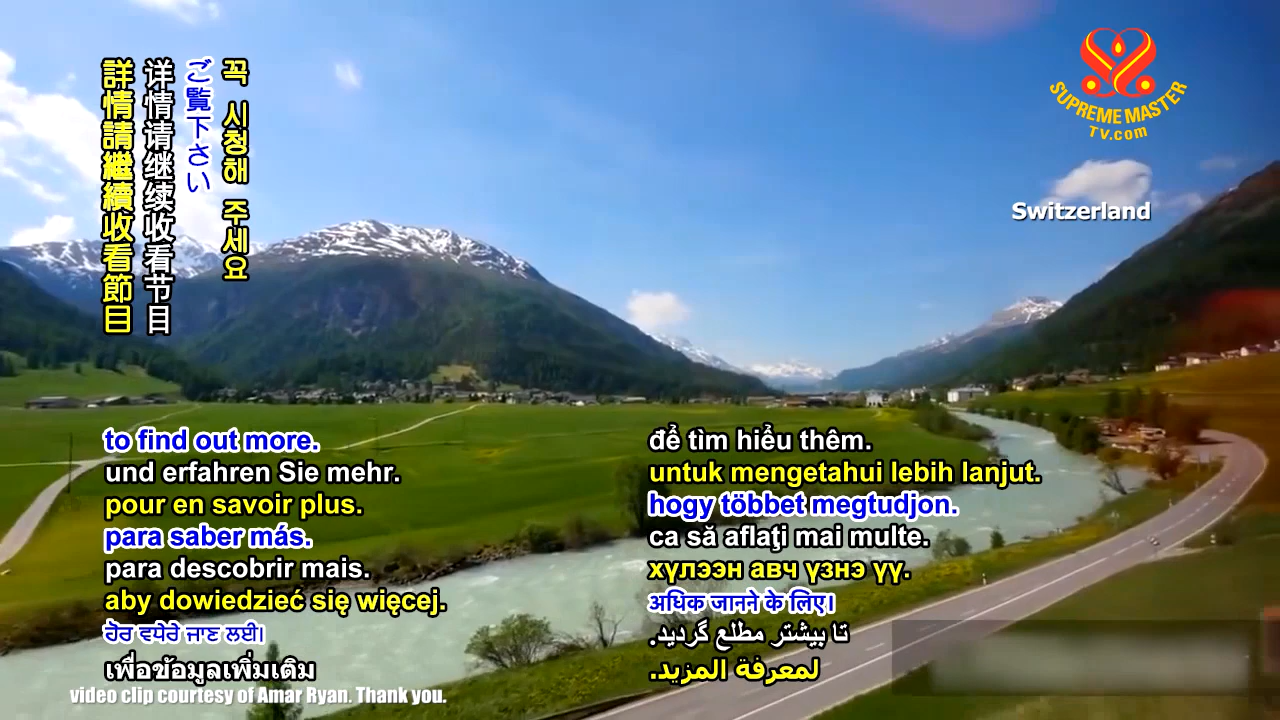 詳情請繼續收看節目
详情请继续收看节目
ご覧下さい
꼭 시청해 주세요
SUPREME MASTER
TV.com
Switzerland
to find out more.
und erfahren Sie mehr.
pour en savoir plus.
para saber más.
para descobrir mais.
aby dowiedzieć się więcej.
ਹੋਰ ਵਧੇਰੇ ਜਾਣ ਲਈ।
เพื่อข้อมูลเพิ่มเติม
để tìm hiểu thêm.
untuk mengetahui lebih lanjut.
hogy többet megtudjon.
ca să aflaţi mai multe.
хүлээн авч үзнэ үү.
अधिक जानने के लिए।
تا بیشتر مطلع گردید.
لمعرفة المزيد.
video clip courtesy of Amar Ryan. Thank you.